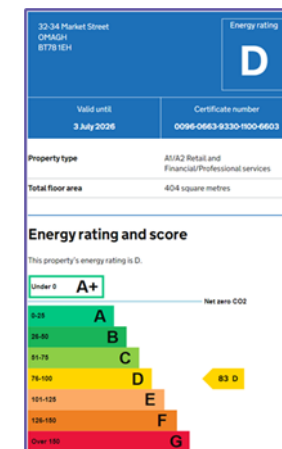 32-34 Market Street
OMAGH
BT78 1EH
Energy rating
D
Valid until
3 July 2026
Certificate number
0096-0663-9330-1100-6603
Property type
A1/A2 Retail and
Financial/Professional services
Total floor area
404 square metres
Energy rating and score
This property's energy rating is D.
Under 0 A+
Net zero CO2
0-25 A
26-50 B
51-75 C
76-100 D
83 D
101-125 E
126-150 F
Over 150 G